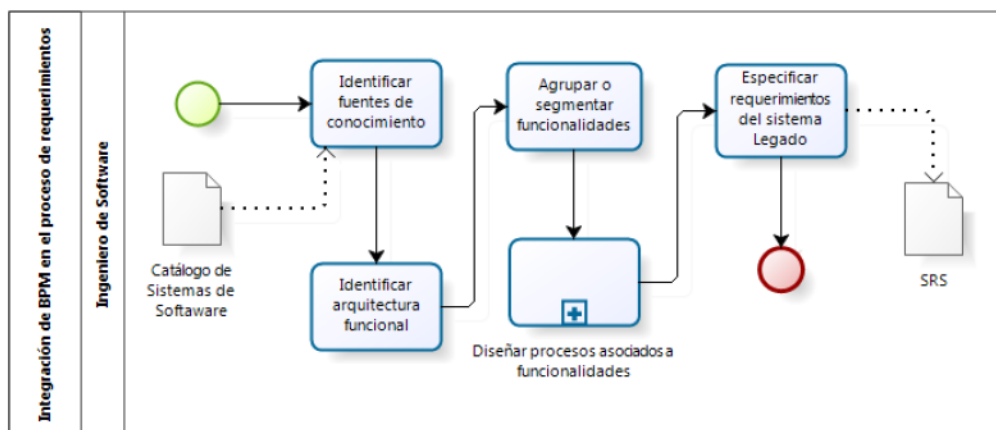 Integración de BPM en el proceso de requerimientos
Ingeniero de Software
Identificar
fuentes de
conocimiento
Agrupar o
segmentar
funcionalidades
Especificar
requerimientos
del sistema
Legado
Catálogo de
Sistemas de
Softaware
Identificar
arquitectura
funcional
Diseñar procesos asociados a
funcionalidades
SRS